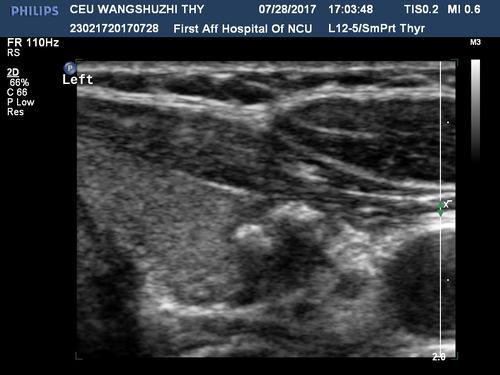 PHILIPS CEU WANGSHUZHI THY 07/28/2017 17:03:48 TIS0.2 MI 0.6
23021720170728 First Aff Hospital Of NCU L12-5/SmPrt Thyr
FR 110Hz
RS
M3
2D
66%
C 66
P Low
Res
P
Left
x
2.0